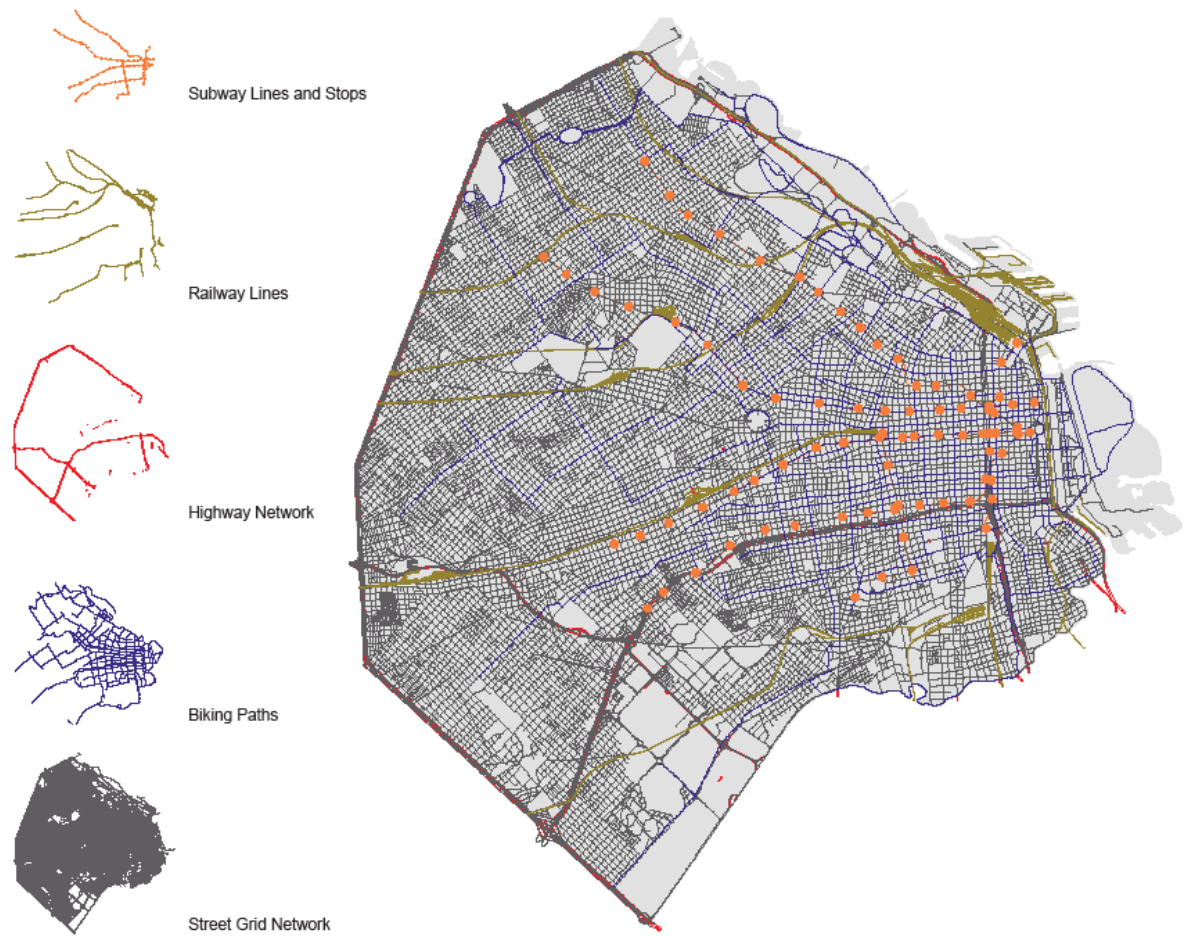 Subway Lines and Stops
Railway Lines
Highway Network
Biking Paths
Street Grid Network